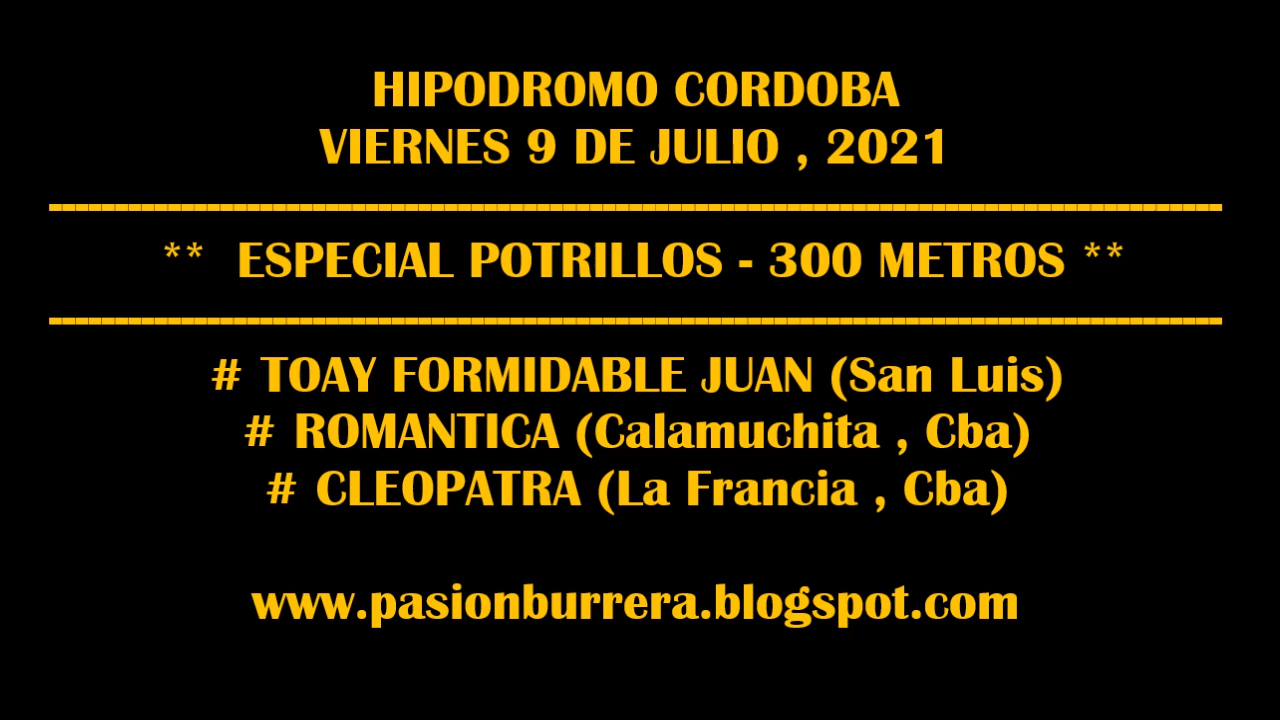 HIPODROMO CORDOBA
VIERNES 9 DE JULIO , 2021
** ESPECIAL POTRILLOS - 300 METROS **
# TOAY FORMIDABLE JUAN (San Luis)
# ROMANTICA (Calamuchita , Cba)
# CLEOPATRA (La Francia , Cba)
www.pasionburrera.blogspot.com